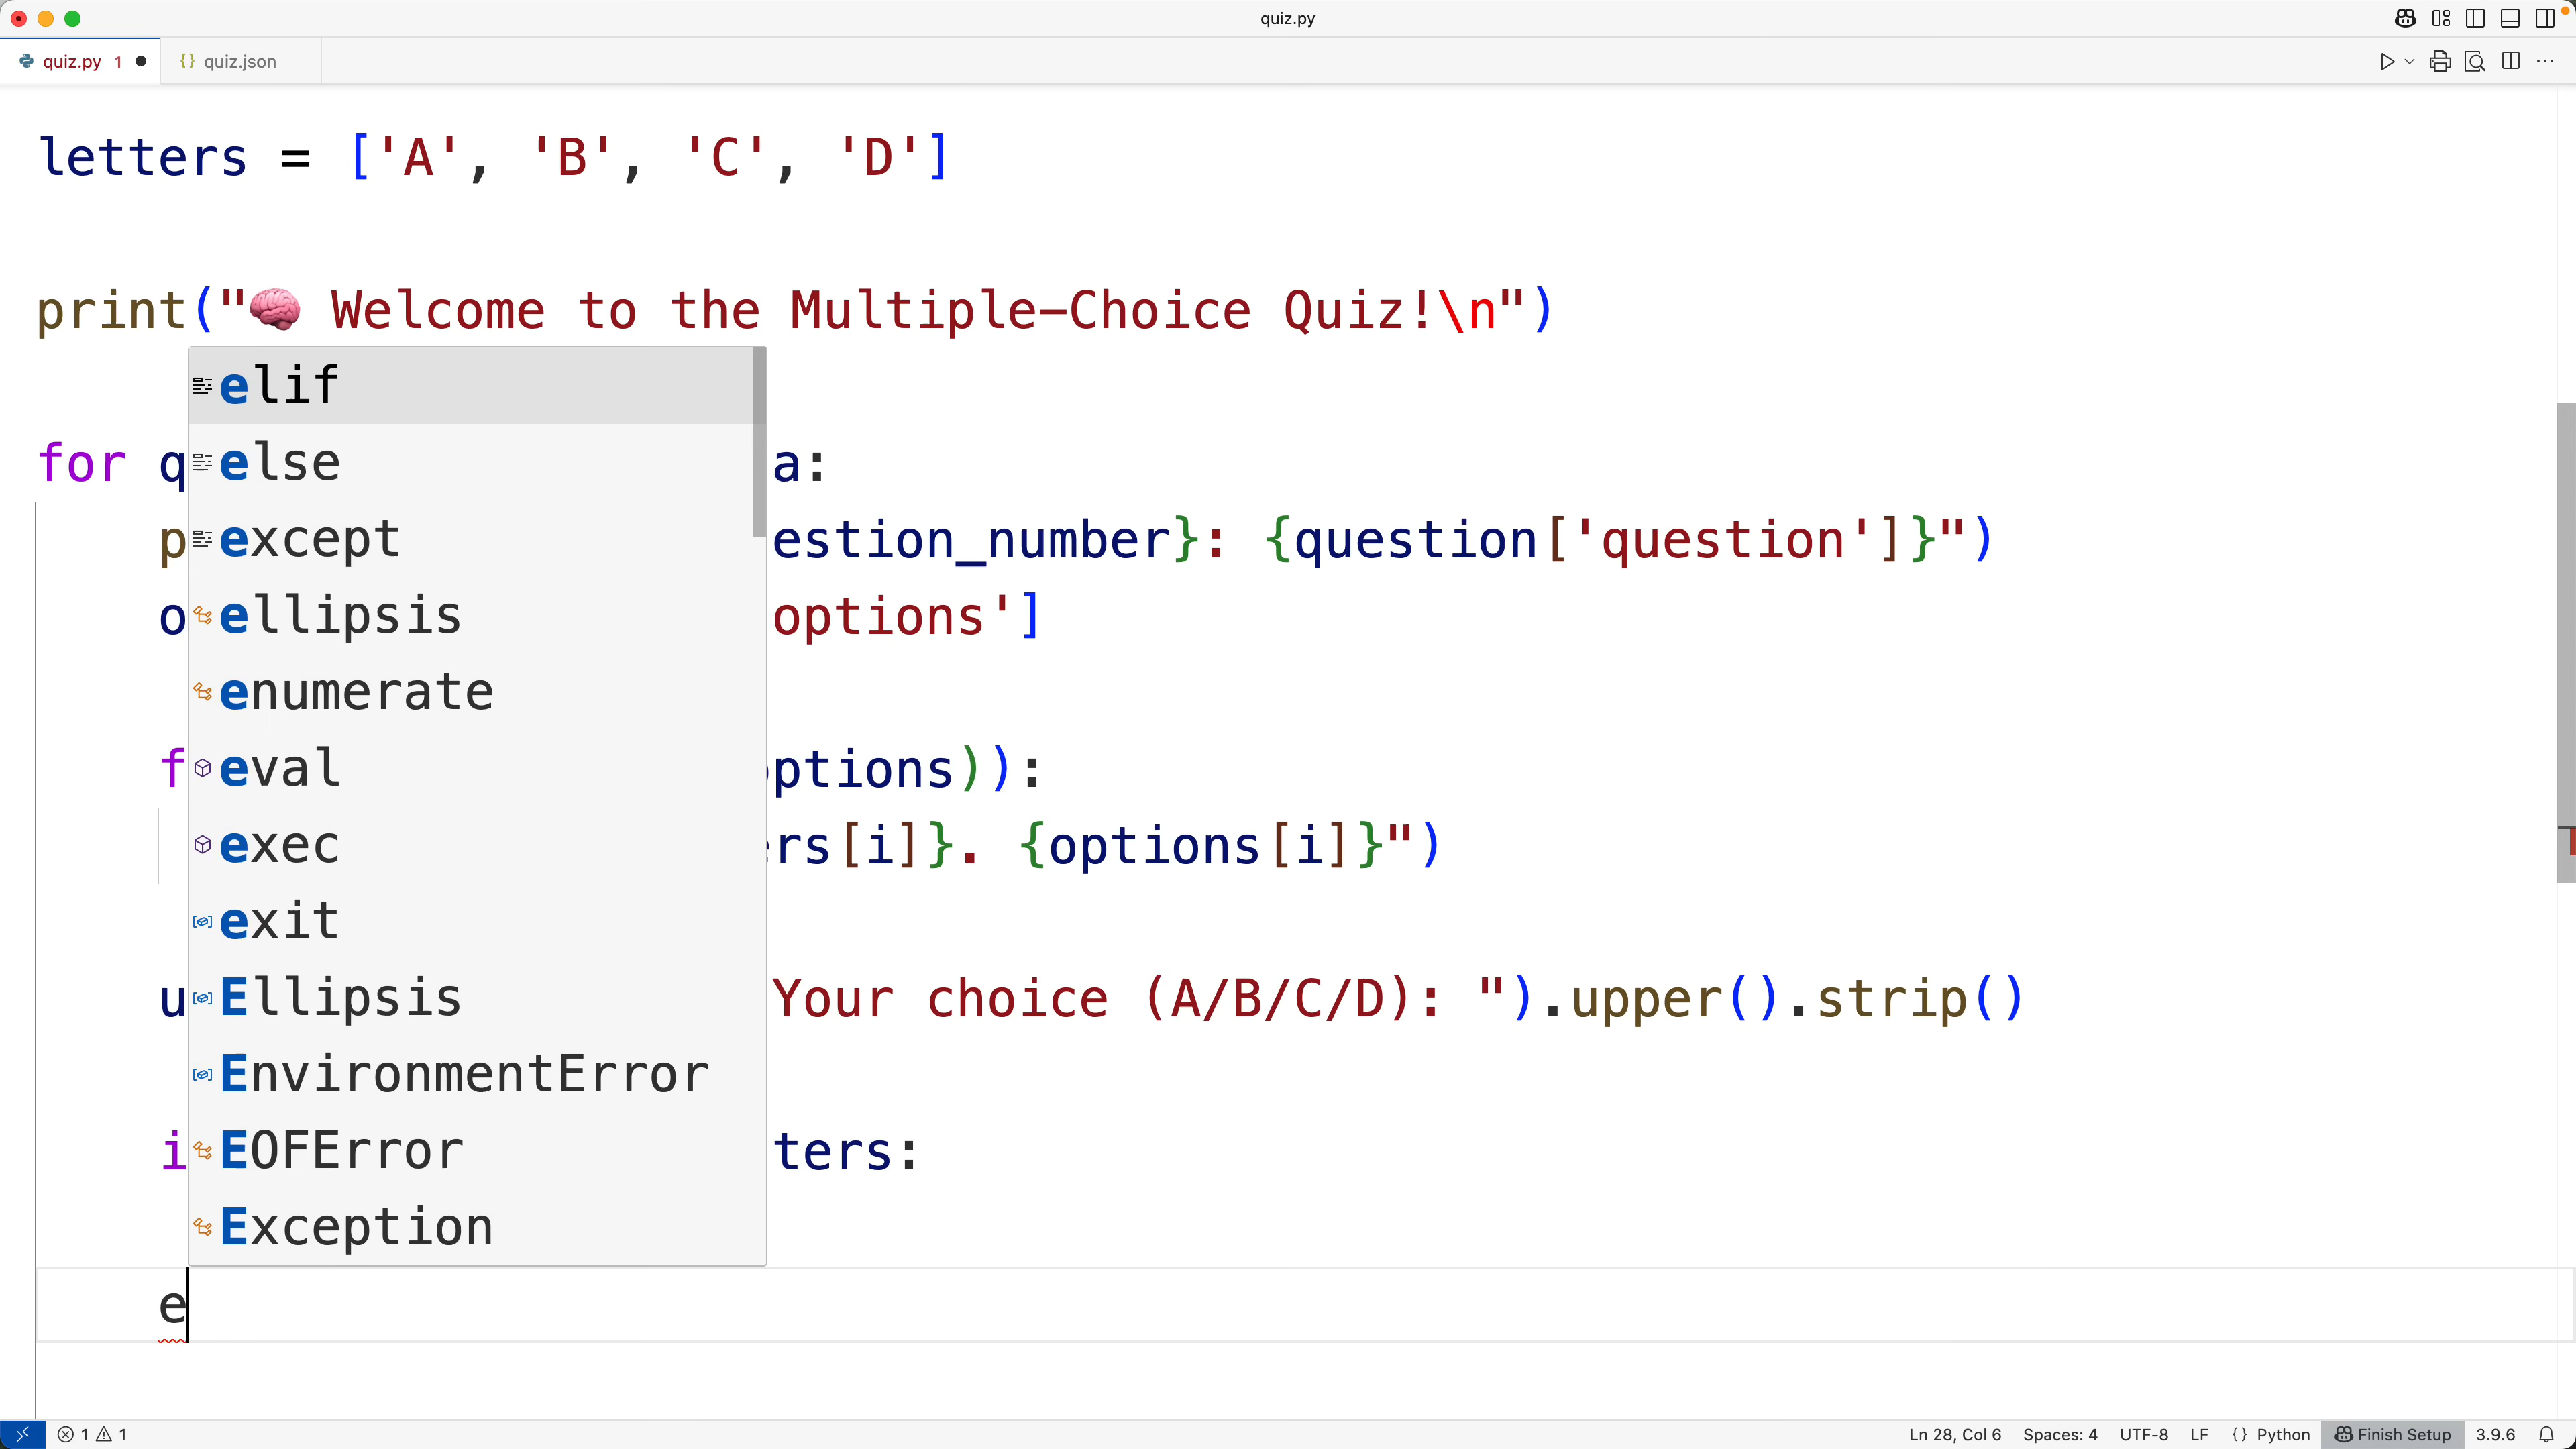 quiz.py
quiz.py 1
quiz.json
letters = ['A', 'B', 'C', 'D']
print("🧠 Welcome to the Multiple-Choice Quiz!\n")
elif
for q
else
a:
p
except
estion_number}: {question['question']}")
o
ellipsis
options']
enumerate
f
eval
ptions)):
exec
rs[i]}. {options[i]}")
exit
u
Ellipsis
Your choice (A/B/C/D): ").upper().strip()
EnvironmentError
i
EOFError
ters:
Exception
e
1 1
Ln 28, Col 6
Spaces: 4
UTF-8
LF
{} Python
Finish Setup
3.9.6